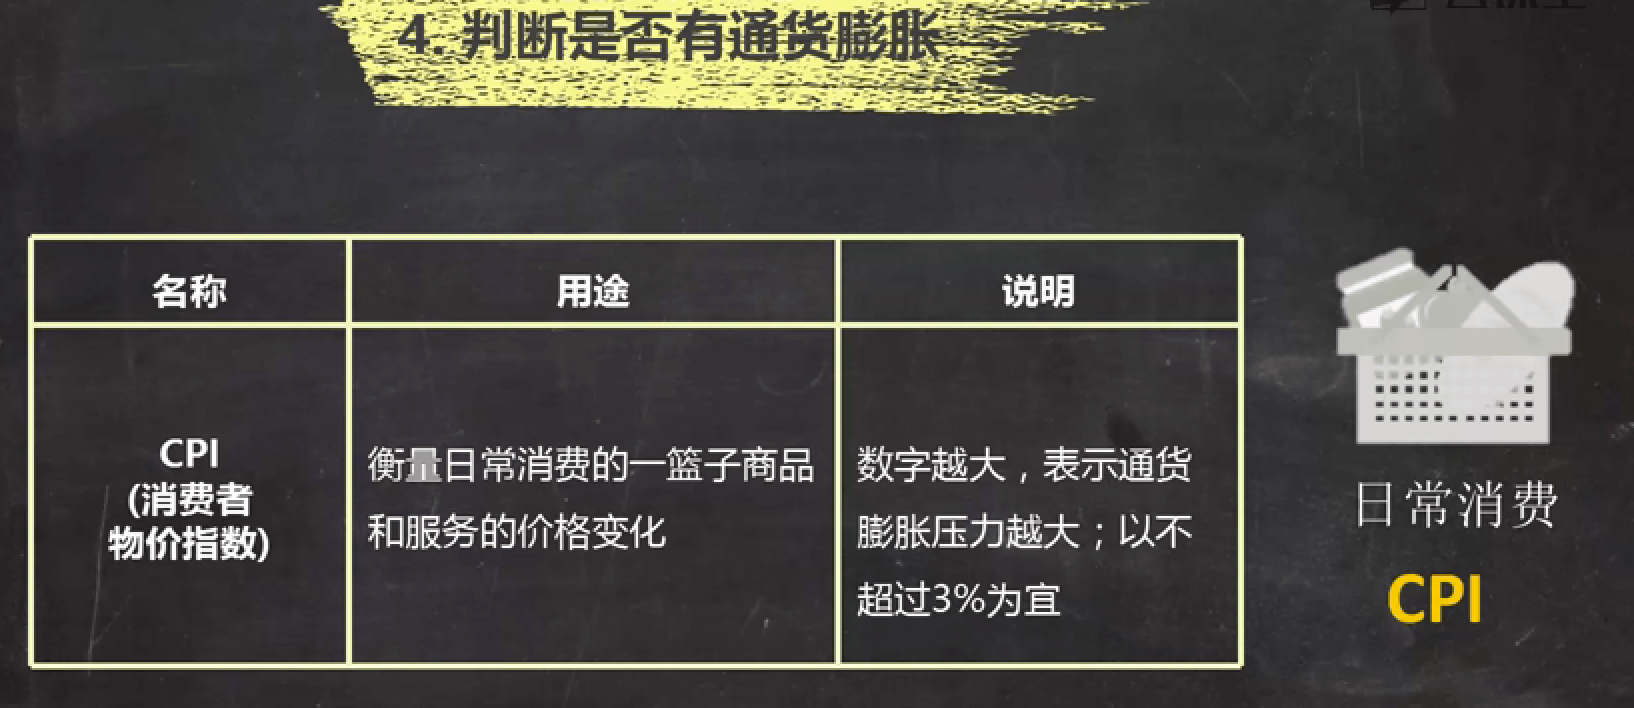 4. 判断是否有通货膨胀
名称
用途
说明
CPI
(消费者
物价指数)
衡量日常消费的一篮子商品
和服务的价格变化
数字越大，表示通货
膨胀压力越大；以不
超过3%为宜
日常消费
CPI